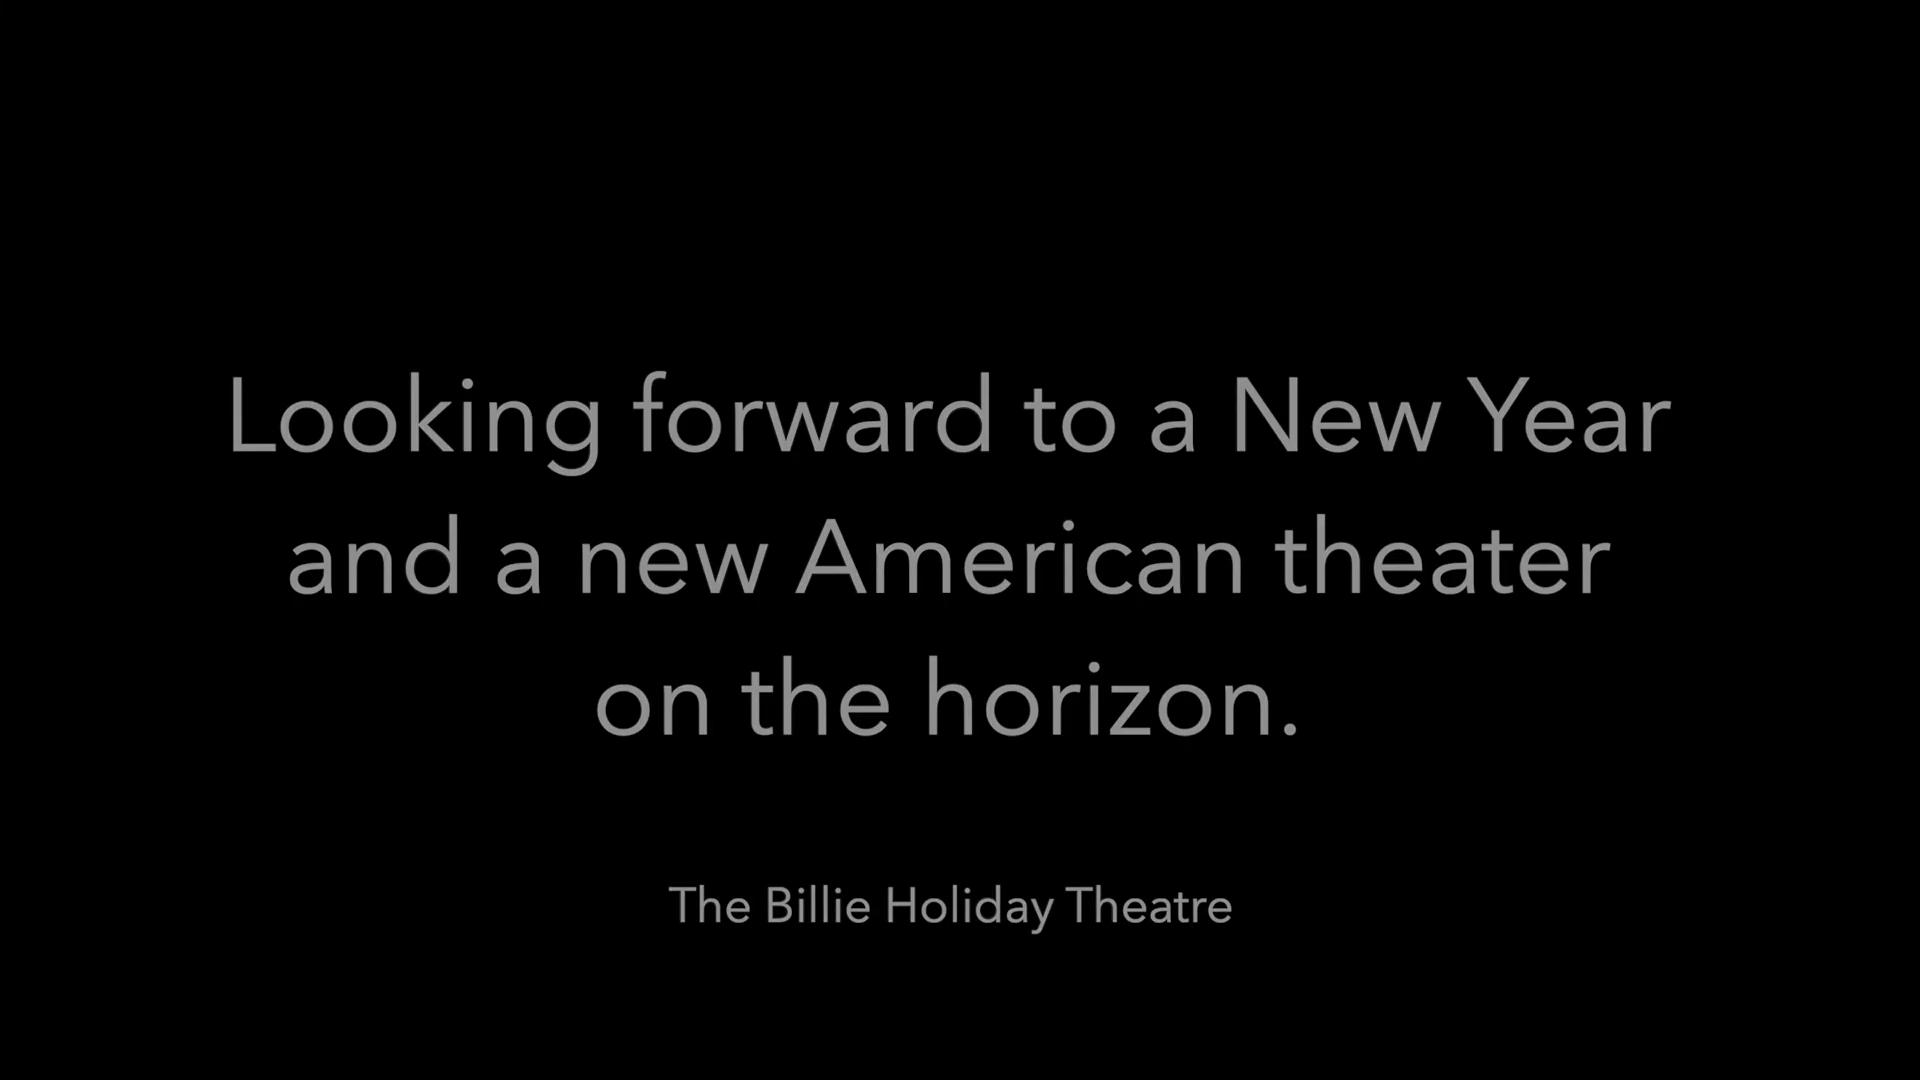 Looking forward to a New Year
and a new American theater
on the horizon.
The Billie Holiday Theatre